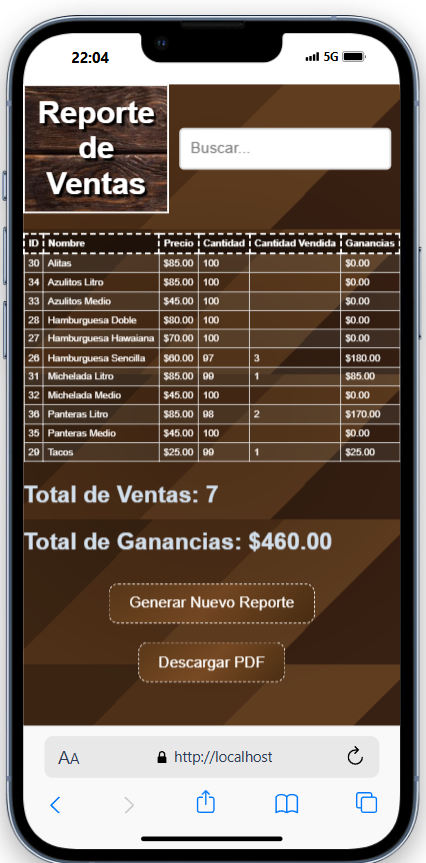 22:04 5G
Reporte
de
Ventas
Buscar...
ID Nombre Precio Cantidad Cantidad Vendida Ganancias
30 Alitas $85.00 100 $0.00
34 Azulitos Litro $85.00 100 $0.00
33 Azulitos Medio $45.00 100 $0.00
28 Hamburguesa Doble $80.00 100 $0.00
27 Hamburguesa Hawaiana $70.00 100 $0.00
26 Hamburguesa Sencilla $60.00 97 3 $180.00
31 Michelada Litro $85.00 99 1 $85.00
32 Michelada Medio $45.00 100 $0.00
36 Panteras Litro $85.00 98 2 $170.00
35 Panteras Medio $45.00 100 $0.00
29 Tacos $25.00 99 1 $25.00
Total de Ventas: 7
Total de Ganancias: $460.00
Generar Nuevo Reporte
Descargar PDF
AA http://localhost